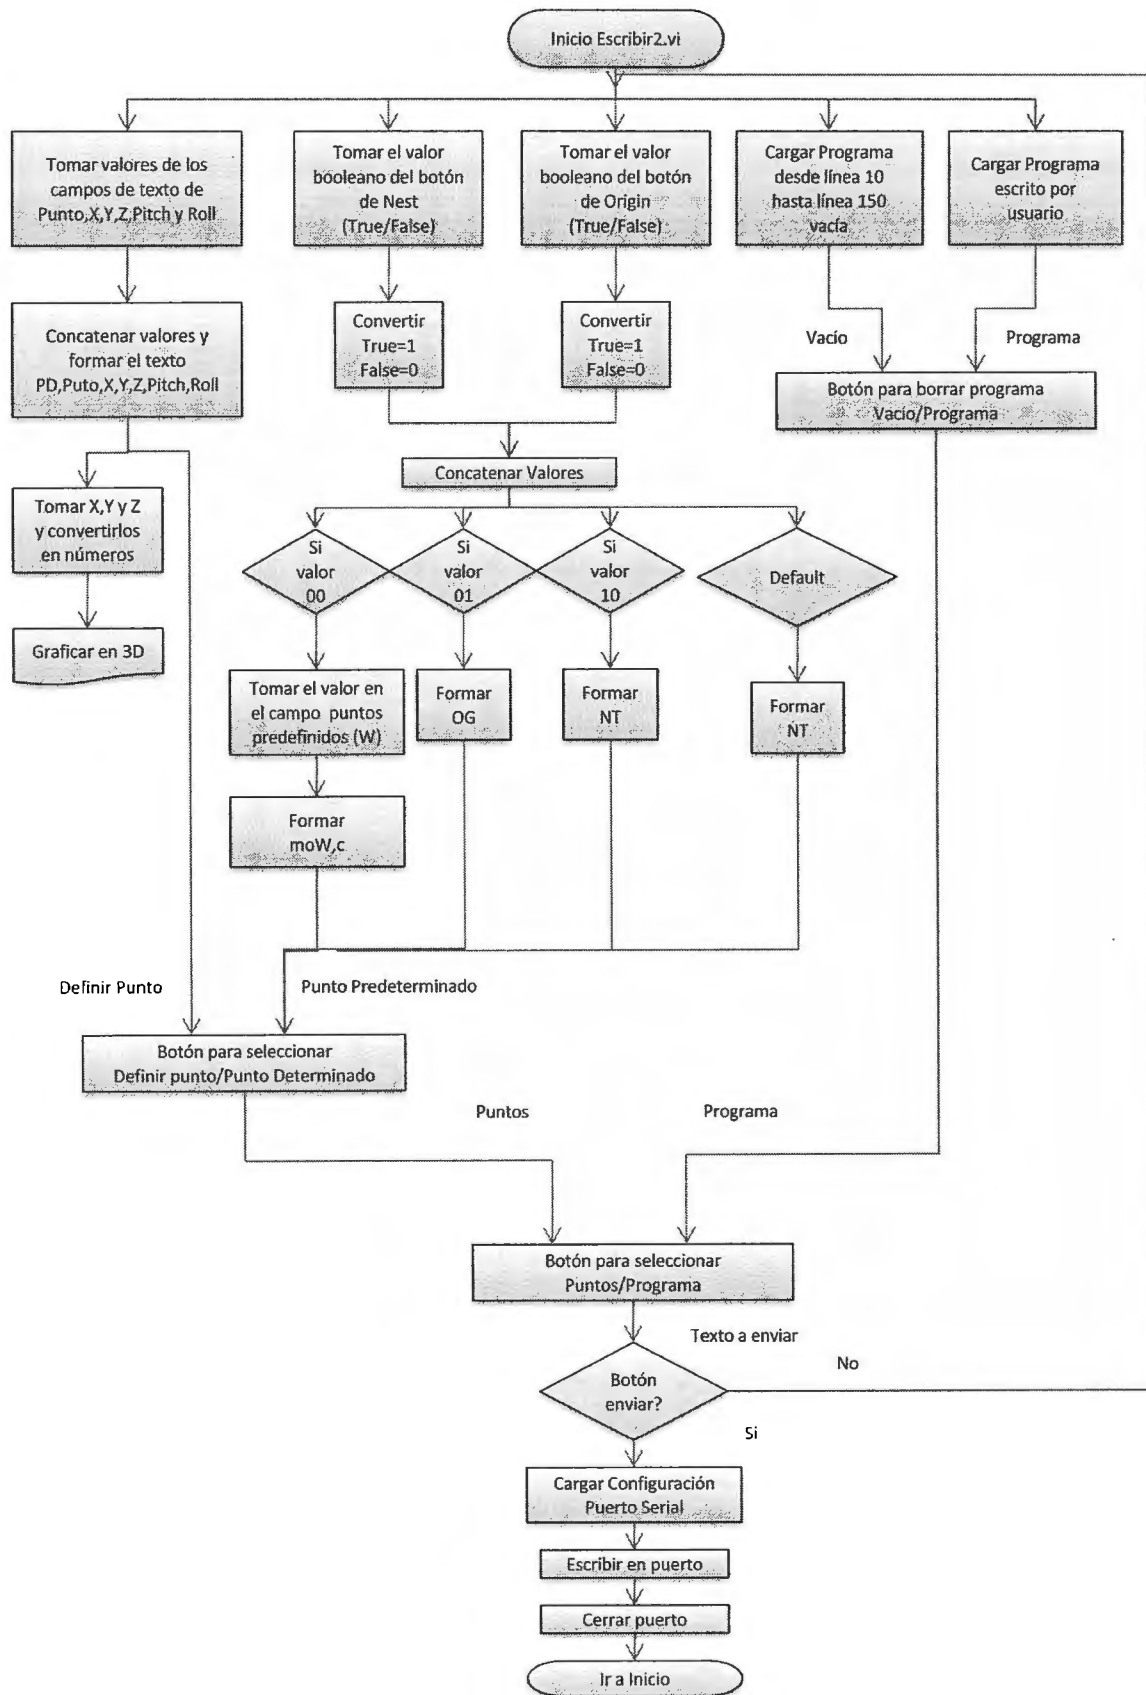 Inicio Escribir2.vi
Tomar valores de los
campos de texto de
Punto,X,Y,Z,Pitch y Roll
Tomar el valor
booleano del botón
de Nest
(True/False)
Tomar el valor
booleano del botón
de Origin
(True/False)
Cargar Programa
desde línea 10
hasta línea 150
vacía
Cargar Programa
escrito por
usuario
Concatenar valores y
formar el texto
PD,Puto,X,Y,Z,Pitch,Roll
Convertir
True=1
False=0
Convertir
True=1
False=0
Vacío
Programa
Botón para borrar programa
Vacio/Programa
Concatenar Valores
Tomar X,Y y Z
y convertirlos
en números
Graficar en 3D
Si
valor
00
Si
valor
01
Si
valor
10
Default
Tomar el valor en
el campo puntos
predefinidos (W)
Formar
OG
Formar
NT
Formar
NT
Formar
moW,c
Definir Punto
Punto Predeterminado
Botón para seleccionar
Definir punto/Punto Determinado
Puntos
Programa
Botón para seleccionar
Puntos/Programa
Texto a enviar
Botón
enviar?
No
Si
Cargar Configuración
Puerto Serial
Escribir en puerto
Cerrar puerto
Ir a Inicio